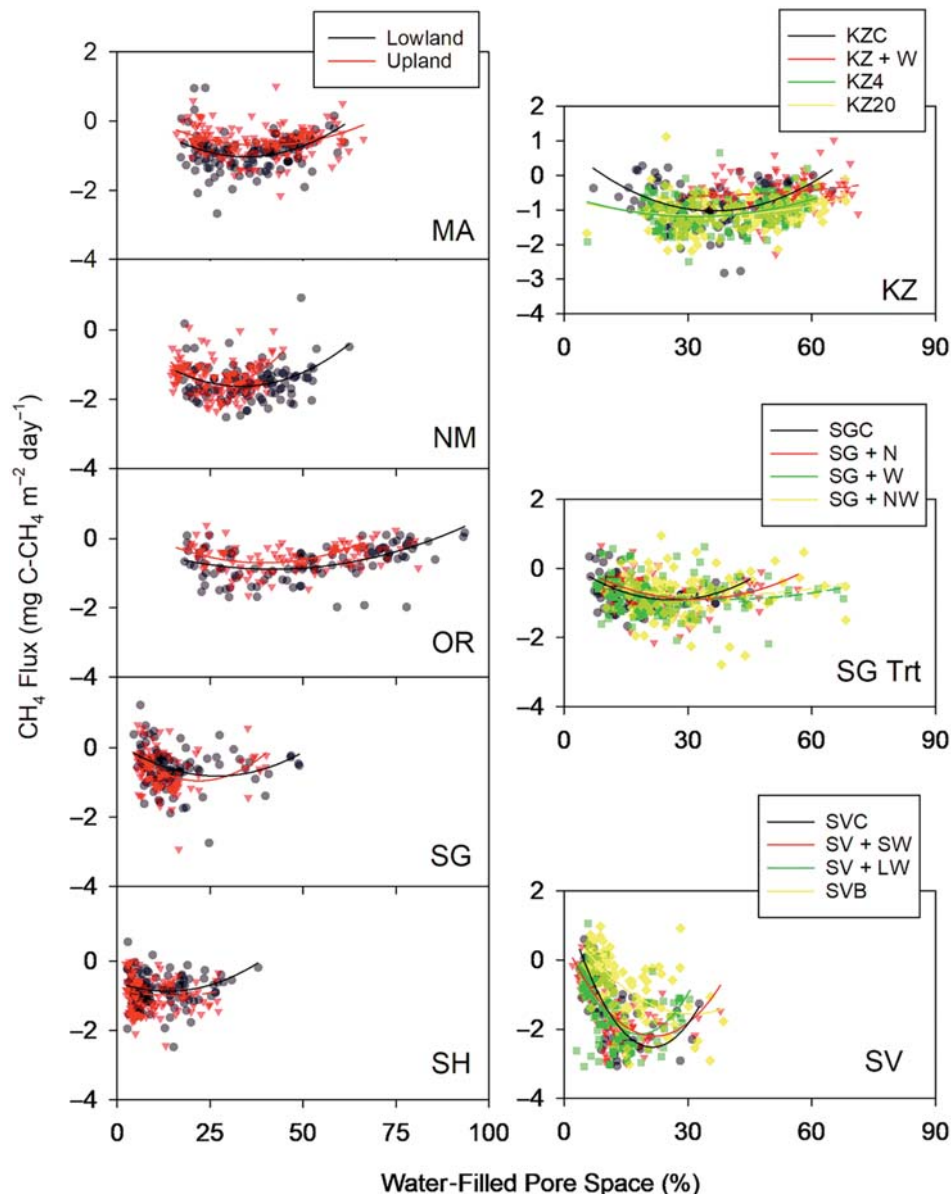 Lowland
Upland
2
0
−2
−4
MA
0
−2
−4
NM
0
−2
−4
OR
0
−2
−4
SG
0
−2
−4
SH
0 25 50 75 100
CH4 Flux (mg C-CH4 m−2 day−1)
KZC
KZ + W
KZ4
KZ20
2
1
0
−1
−2
−3
−4
KZ
0 30 60 90
SGC
SG + N
SG + W
SG + NW
2
0
−2
−4
SG Trt
0 30 60 90
SVC
SV + SW
SV + LW
SVB
2
0
−2
−4
SV
0 30 60 90
Water-Filled Pore Space (%)